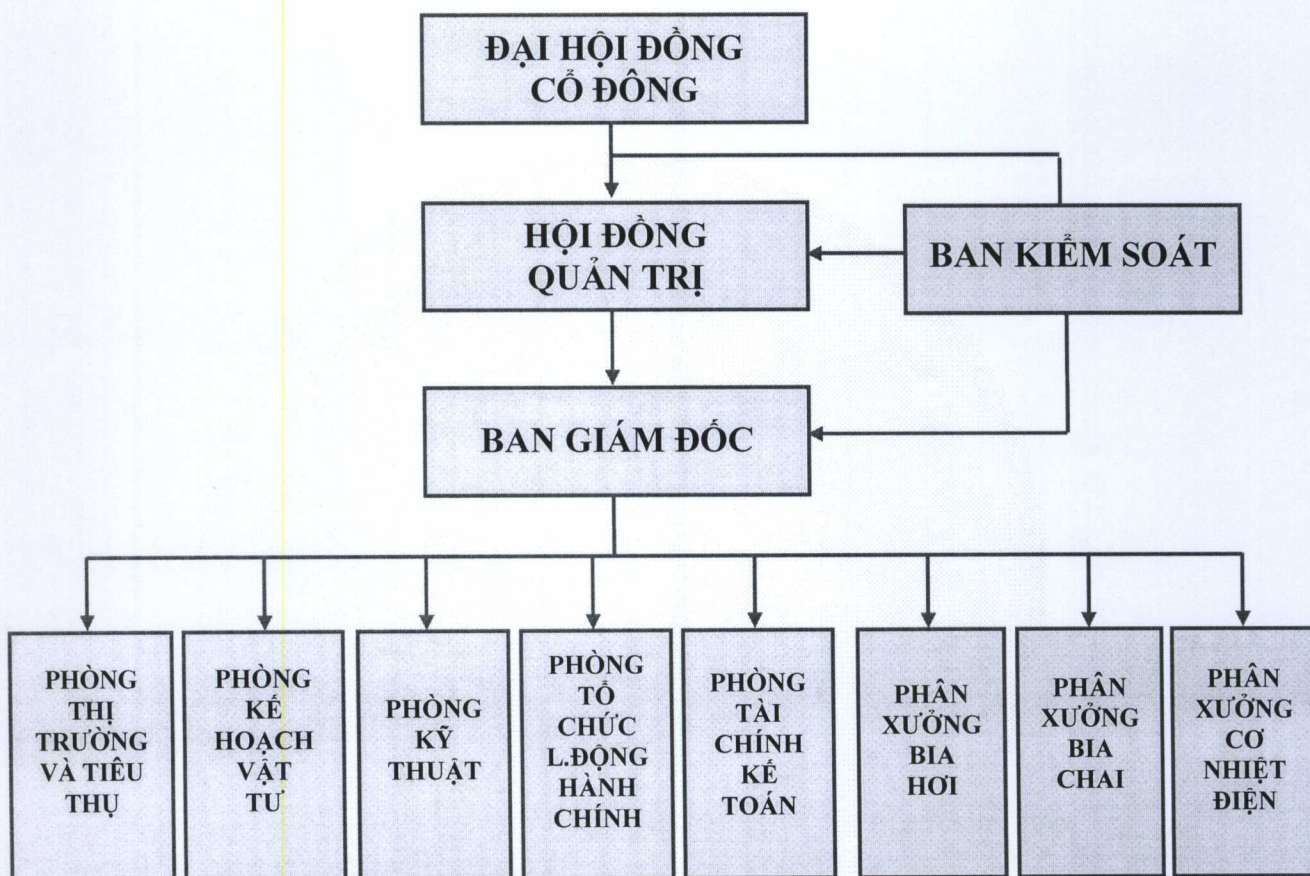 ĐẠI HỘI ĐỒNG
CỔ ĐÔNG
HỘI ĐỒNG
QUẢN TRỊ
BAN KIỂM SOÁT
BAN GIÁM ĐỐC
PHÒNG
THỊ
TRƯỜNG
VÀ TIÊU
THỤ
PHÒNG
KẾ
HOẠCH
VẬT
TƯ
PHÒNG
KỸ
THUẬT
PHÒNG
TỔ
CHỨC
L.ĐỘNG
HÀNH
CHÍNH
PHÒNG
TÀI
CHÍNH
KẾ
TOÁN
PHÂN
XƯỞNG
BIA
HƠI
PHÂN
XƯỞNG
BIA
CHAI
PHÂN
XƯỞNG
CƠ
NHIỆT
ĐIỆN